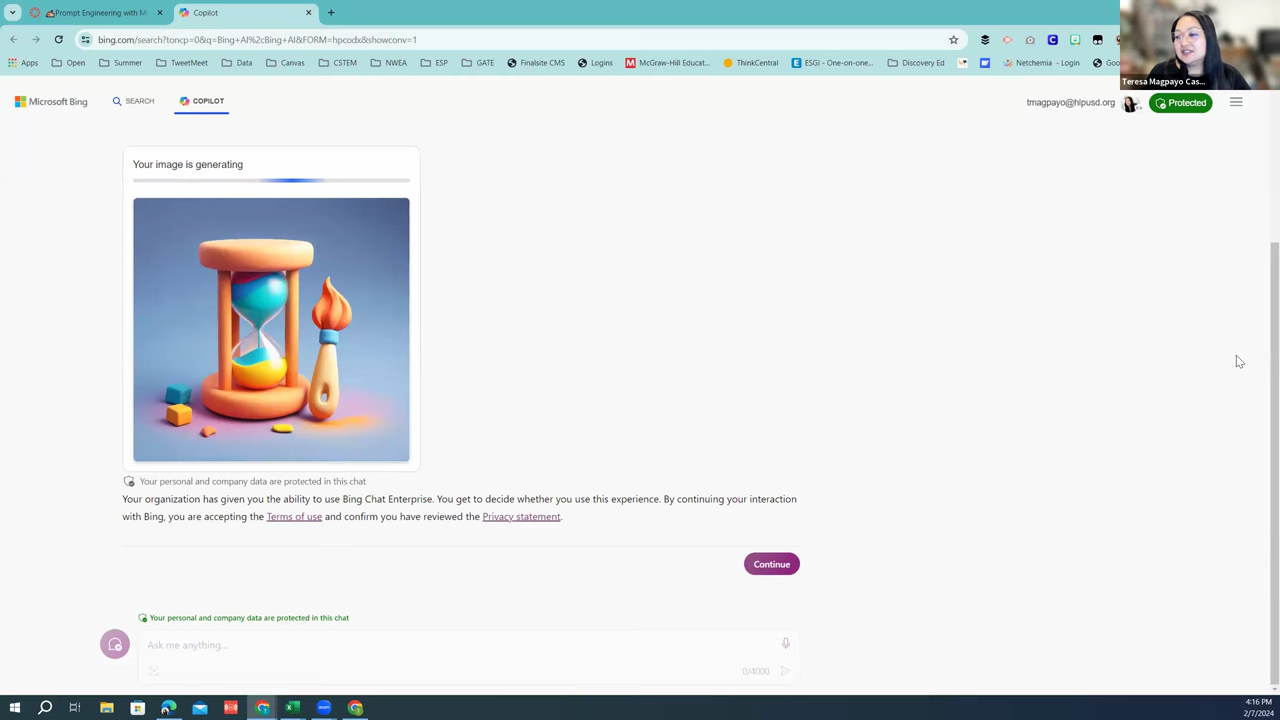 Prompt Engineering with M
Copilot
bing.com/search?toncp=0&q=Bing+AI%2cBing+AI&FORM=hpcodx&showconv=1
Apps
Open
Summer
TweetMeet
Data
Canvas
CSTEM
NWEA
ESP
GATE
Finalsite CMS
Logins
McGraw-Hill Educat...
ThinkCentral
ESGI - One-on-one...
Discovery Ed
Netchemia - Login
Goo
Teresa Magpayo Cas...
Microsoft Bing
SEARCH
COPILOT
tmagpayo@hlpusd.org
Protected
Your image is generating
Your personal and company data are protected in this chat
Your organization has given you the ability to use Bing Chat Enterprise. You get to decide whether you use this experience. By continuing your interaction
with Bing, you are accepting the Terms of use and confirm you have reviewed the Privacy statement.
Continue
Your personal and company data are protected in this chat
Ask me anything...
0/4000
4:16 PM
2/7/2024